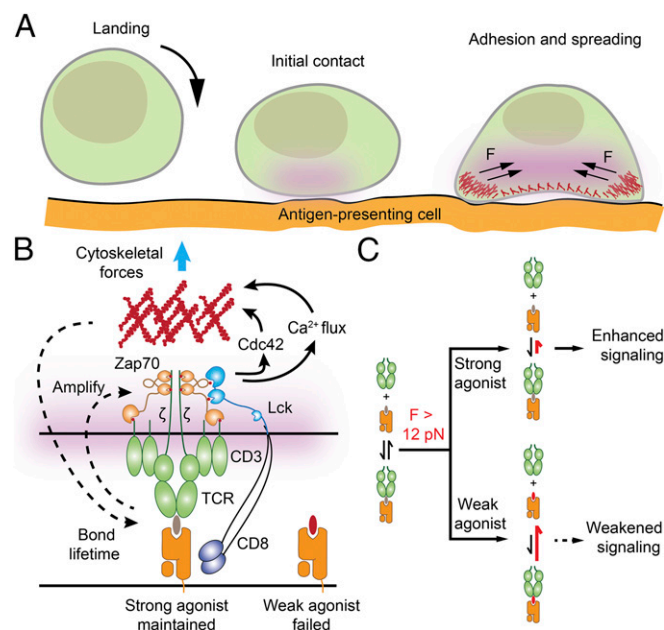 A
Landing
Initial contact
Adhesion and spreading
F
F
Antigen-presenting cell
B
Cytoskeletal
forces
Zap70
Cdc42
Ca2+ flux
Amplify
ζ
ζ
Lck
CD3
TCR
Bond
lifetime
CD8
Strong agonist
maintained
Weak agonist
failed
C
+
F >
12 pN
Strong
agonist
+
Enhanced
signaling
Weak
agonist
+
Weakened
signaling